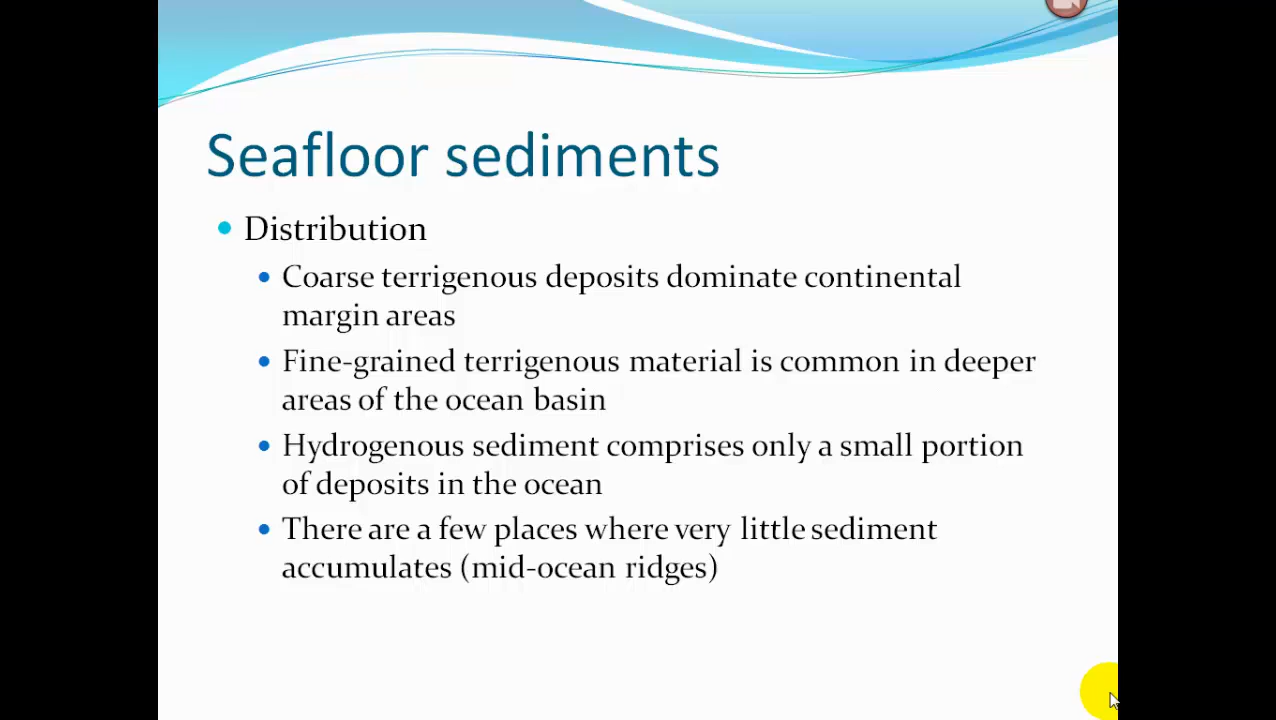 Seafloor sediments
• Distribution
• Coarse terrigenous deposits dominate continental
margin areas
• Fine-grained terrigenous material is common in deeper
areas of the ocean basin
• Hydrogenous sediment comprises only a small portion
of deposits in the ocean
• There are a few places where very little sediment
accumulates (mid-ocean ridges)